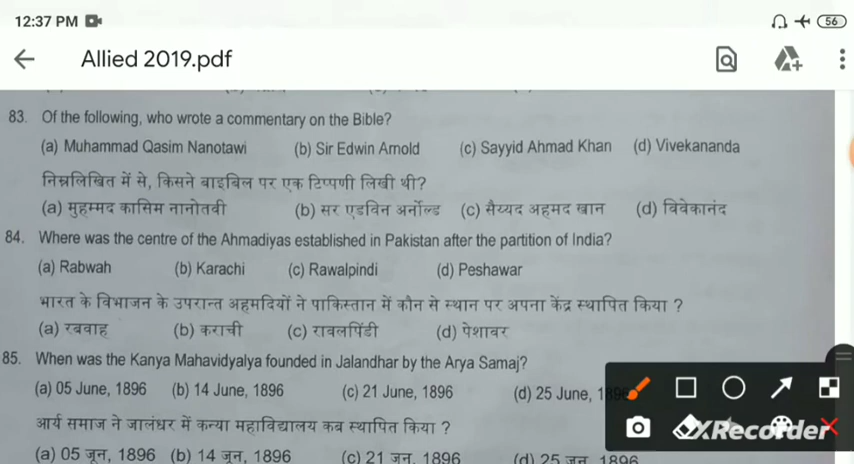 12:37 PM
56
Allied 2019.pdf
83. Of the following, who wrote a commentary on the Bible?
(a) Muhammad Qasim Nanotawi (b) Sir Edwin Arnold (c) Sayyid Ahmad Khan (d) Vivekananda
निम्नलिखित में से, किसने बाइबिल पर एक टिप्पणी लिखी थी?
(a) मुहम्मद कासिम नानोतवी (b) सर एडविन अर्नोल्ड (c) सैय्यद अहमद खान (d) विवेकानंद
84. Where was the centre of the Ahmadiyas established in Pakistan after the partition of India?
(a) Rabwah (b) Karachi (c) Rawalpindi (d) Peshawar
भारत के विभाजन के उपरान्त अहमदियों ने पाकिस्तान में कौन से स्थान पर अपना केंद्र स्थापित किया ?
(a) रबवाह (b) कराची (c) रावलपिंडी (d) पेशावर
85. When was the Kanya Mahavidyalya founded in Jalandhar by the Arya Samaj?
(a) 05 June, 1896 (b) 14 June, 1896 (c) 21 June, 1896 (d) 25 June, 1896
आर्य समाज ने जालंधर में कन्या महाविद्यालय कब स्थापित किया ?
(a) 05 जून, 1896 (b) 14 जून, 1896 (c) 21 जून, 1896 (d) 25 जून, 1896
XRecorder